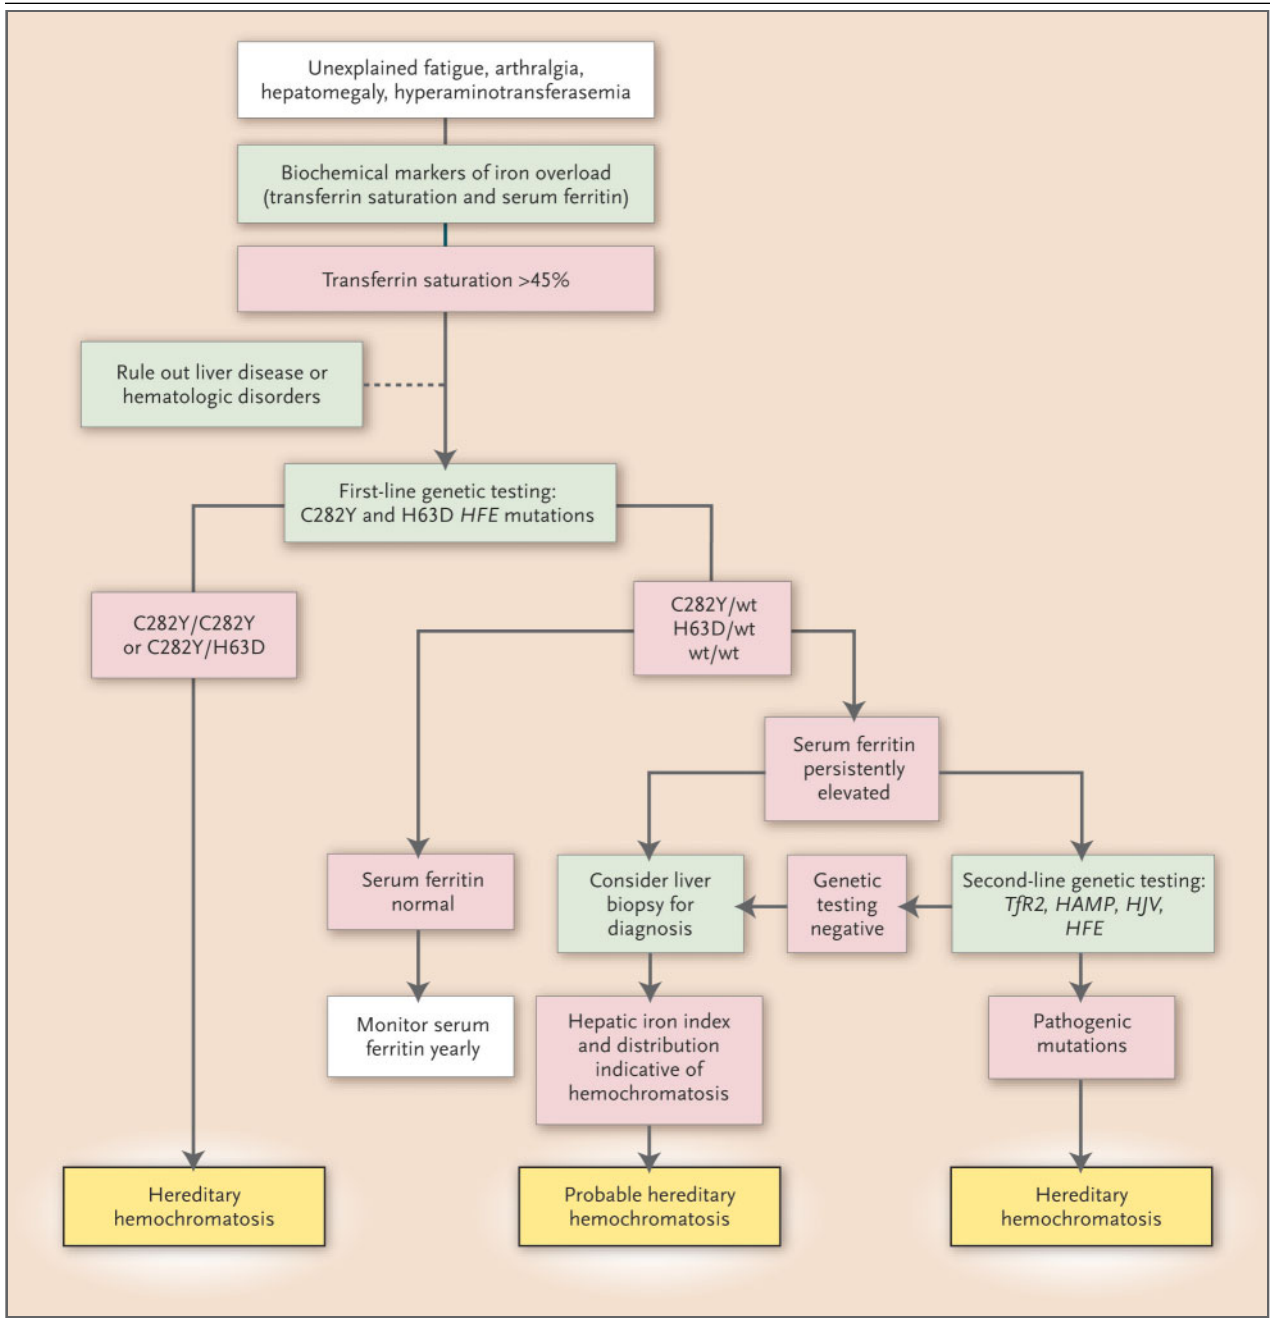 Unexplained fatigue, arthralgia,
hepatomegaly, hyperaminotransferasemia
Biochemical markers of iron overload
(transferrin saturation and serum ferritin)
Transferrin saturation >45%
Rule out liver disease or
hematologic disorders
First-line genetic testing:
C282Y and H63D HFE mutations
C282Y/C282Y
or C282Y/H63D
C282Y/wt
H63D/wt
wt/wt
Serum ferritin
persistently
elevated
Serum ferritin
normal
Consider liver
biopsy for
diagnosis
Genetic
testing
negative
Second-line genetic testing:
TfR2, HAMP, HJV,
HFE
Monitor serum
ferritin yearly
Hepatic iron index
and distribution
indicative of
hemochromatosis
Pathogenic
mutations
Hereditary
hemochromatosis
Probable hereditary
hemochromatosis
Hereditary
hemochromatosis